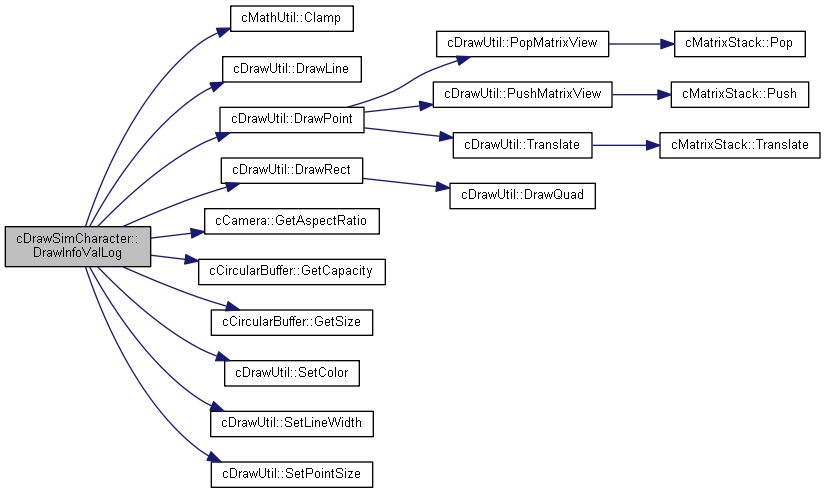 cDrawSimCharacter::
DrawInfoValLog
cMathUtil::Clamp
cDrawUtil::DrawLine
cDrawUtil::DrawPoint
cDrawUtil::PopMatrixView
cMatrixStack::Pop
cDrawUtil::PushMatrixView
cMatrixStack::Push
cDrawUtil::Translate
cMatrixStack::Translate
cDrawUtil::DrawRect
cDrawUtil::DrawQuad
cCamera::GetAspectRatio
cCircularBuffer::GetCapacity
cCircularBuffer::GetSize
cDrawUtil::SetColor
cDrawUtil::SetLineWidth
cDrawUtil::SetPointSize